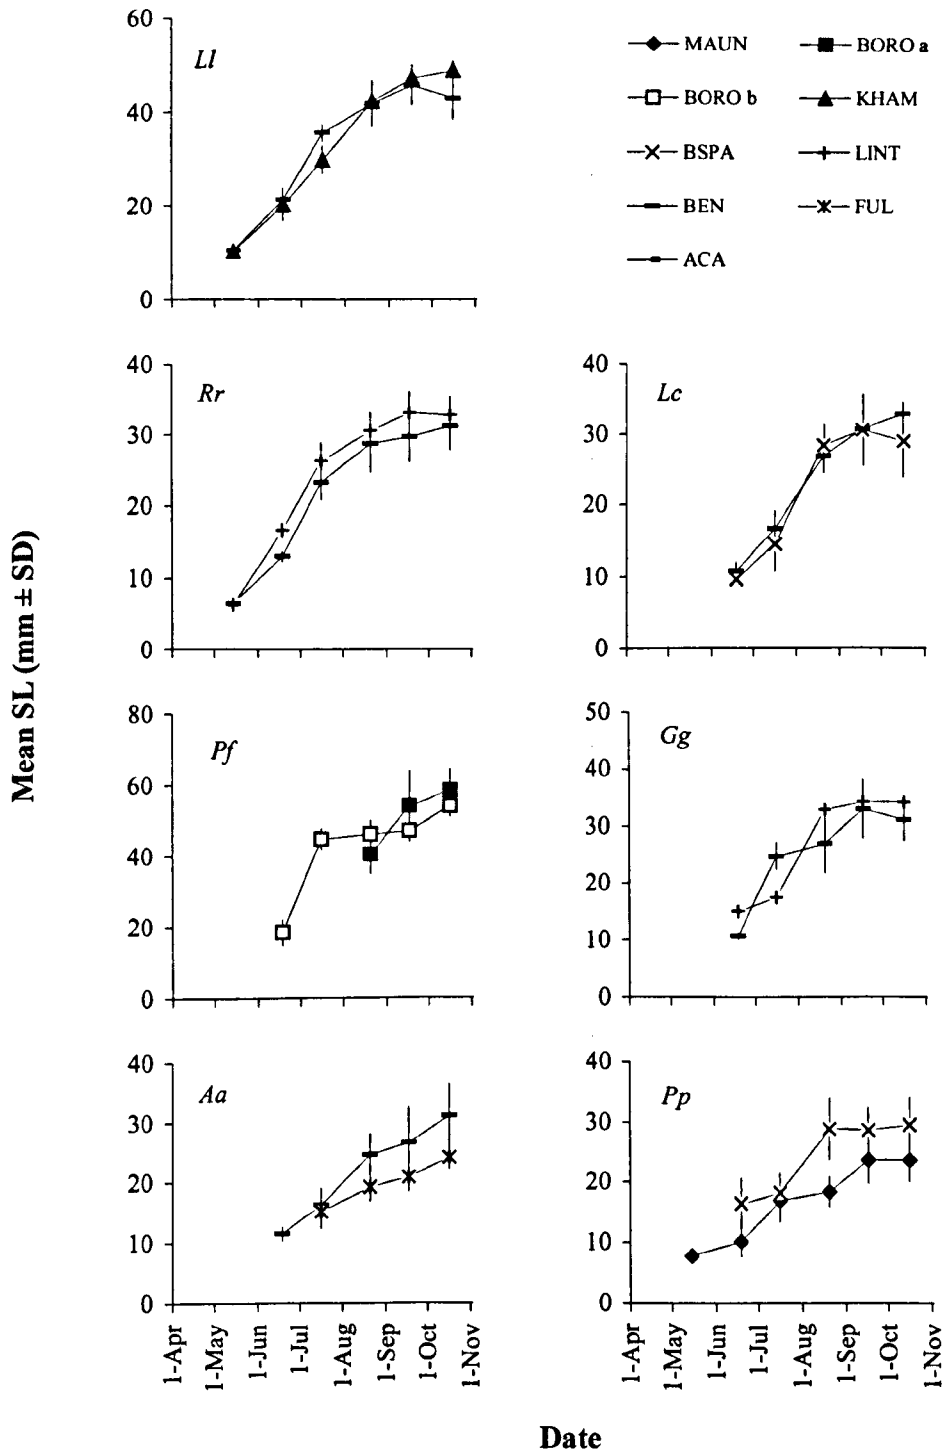 Mean SL (mm ± SD)
Ll
60
40
20
0
MAUN
BORO a
BORO b
KHAM
BSPA
LINT
BEN
FUL
ACA
Rr
40
30
20
10
0
Lc
40
30
20
10
0
Pf
80
60
40
20
0
Gg
50
40
30
20
10
0
Aa
40
30
20
10
0
1-Apr
1-May
1-Jun
1-Jul
1-Aug
1-Sep
1-Oct
1-Nov
Pp
40
30
20
10
0
1-Apr
1-May
1-Jun
1-Jul
1-Aug
1-Sep
1-Oct
1-Nov
Date